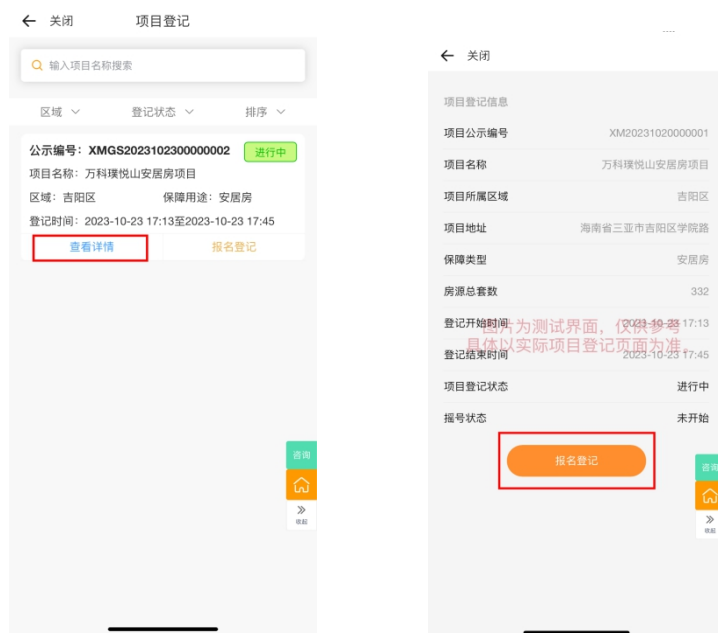 关闭
项目登记
输入项目名称搜索
区域
登记状态
排序
公示编号：XMGS2023102300000002
进行中
项目名称：万科璞悦山安居房项目
区域：吉阳区 保障用途：安居房
登记时间：2023-10-23 17:13至2023-10-23 17:45
查看详情
报名登记
咨询
收起
关闭
项目登记信息
项目公示编号 XM20231020000001
项目名称 万科璞悦山安居房项目
项目所属区域 吉阳区
项目地址 海南省三亚市吉阳区学院路
保障类型 安居房
房源总套数 332
登记开始时间 2023-10-23 17:13
图片为测试界面，仅供参考
具体以实际项目登记页面为准。
登记结束时间 2023-10-23 17:45
项目登记状态 进行中
摇号状态 未开始
报名登记
咨询
收起